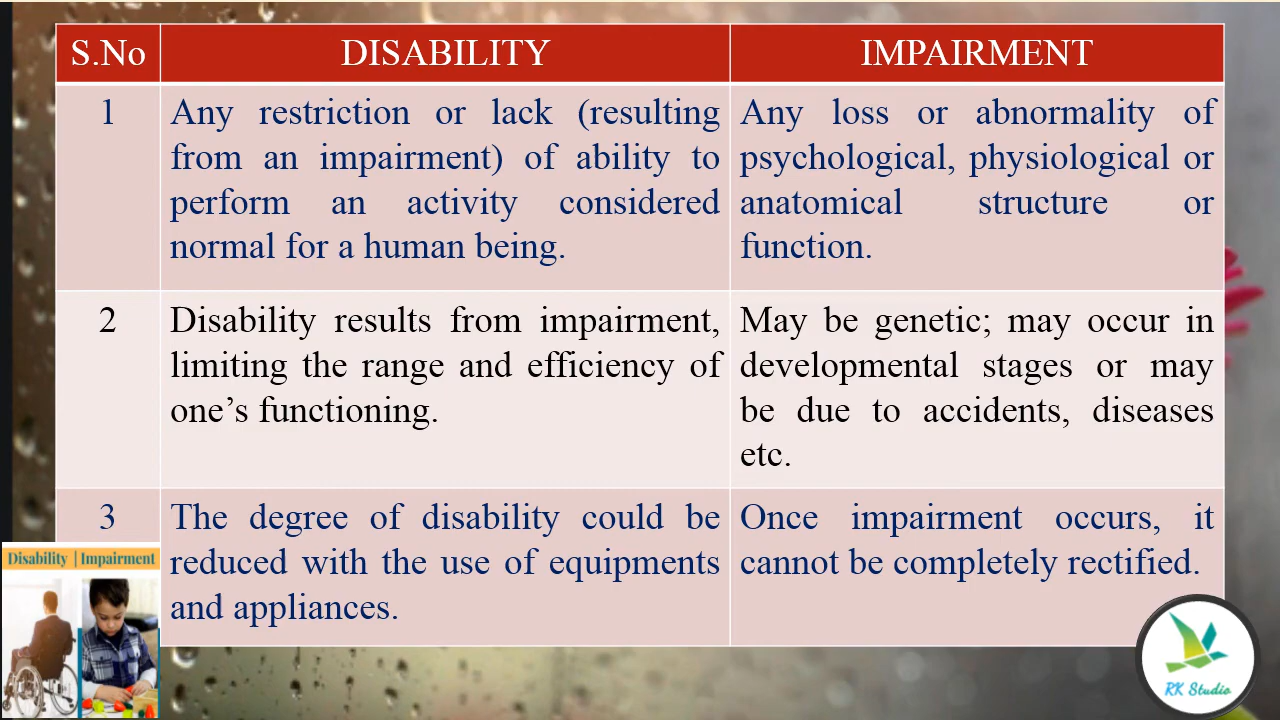 S.No DISABILITY IMPAIRMENT
1
Any restriction or lack (resulting
from an impairment) of ability to
perform an activity considered
normal for a human being.
Any loss or abnormality of
psychological, physiological or
anatomical structure or
function.
2
Disability results from impairment,
limiting the range and efficiency of
one’s functioning.
May be genetic; may occur in
developmental stages or may
be due to accidents, diseases
etc.
3
The degree of disability could be
reduced with the use of equipments
and appliances.
Once impairment occurs, it
cannot be completely rectified.
Disability | Impairment
RK Studio